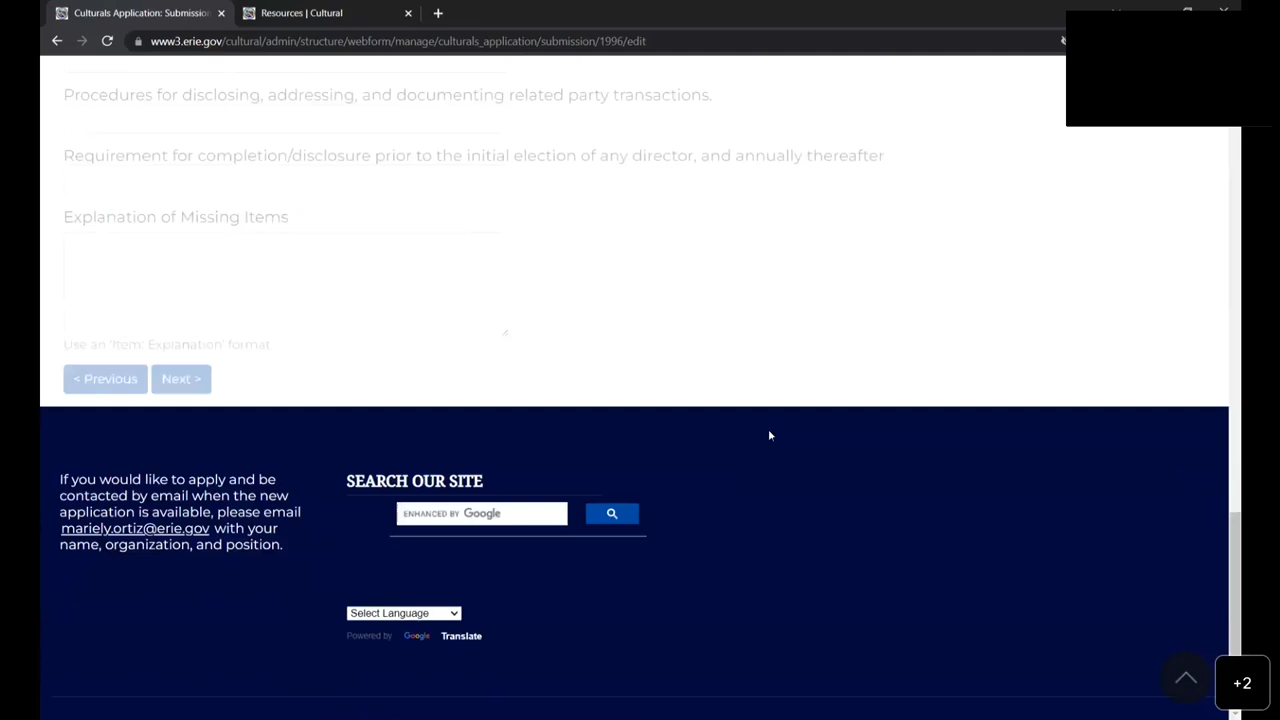 Culturals Application: Submission
Resources | Cultural
www3.erie.gov/cultural/admin/structure/webform/manage/culturals_application/submission/1996/edit
Procedures for disclosing, addressing, and documenting related party transactions.
Requirement for completion/disclosure prior to the initial election of any director, and annually thereafter
Explanation of Missing Items
Use an 'Item: Explanation' format
< Previous
Next >
If you would like to apply and be
contacted by email when the new
application is available, please email
mariely.ortiz@erie.gov with your
name, organization, and position.
SEARCH OUR SITE
ENHANCED BY Google
Select Language
Powered by Google Translate
+2